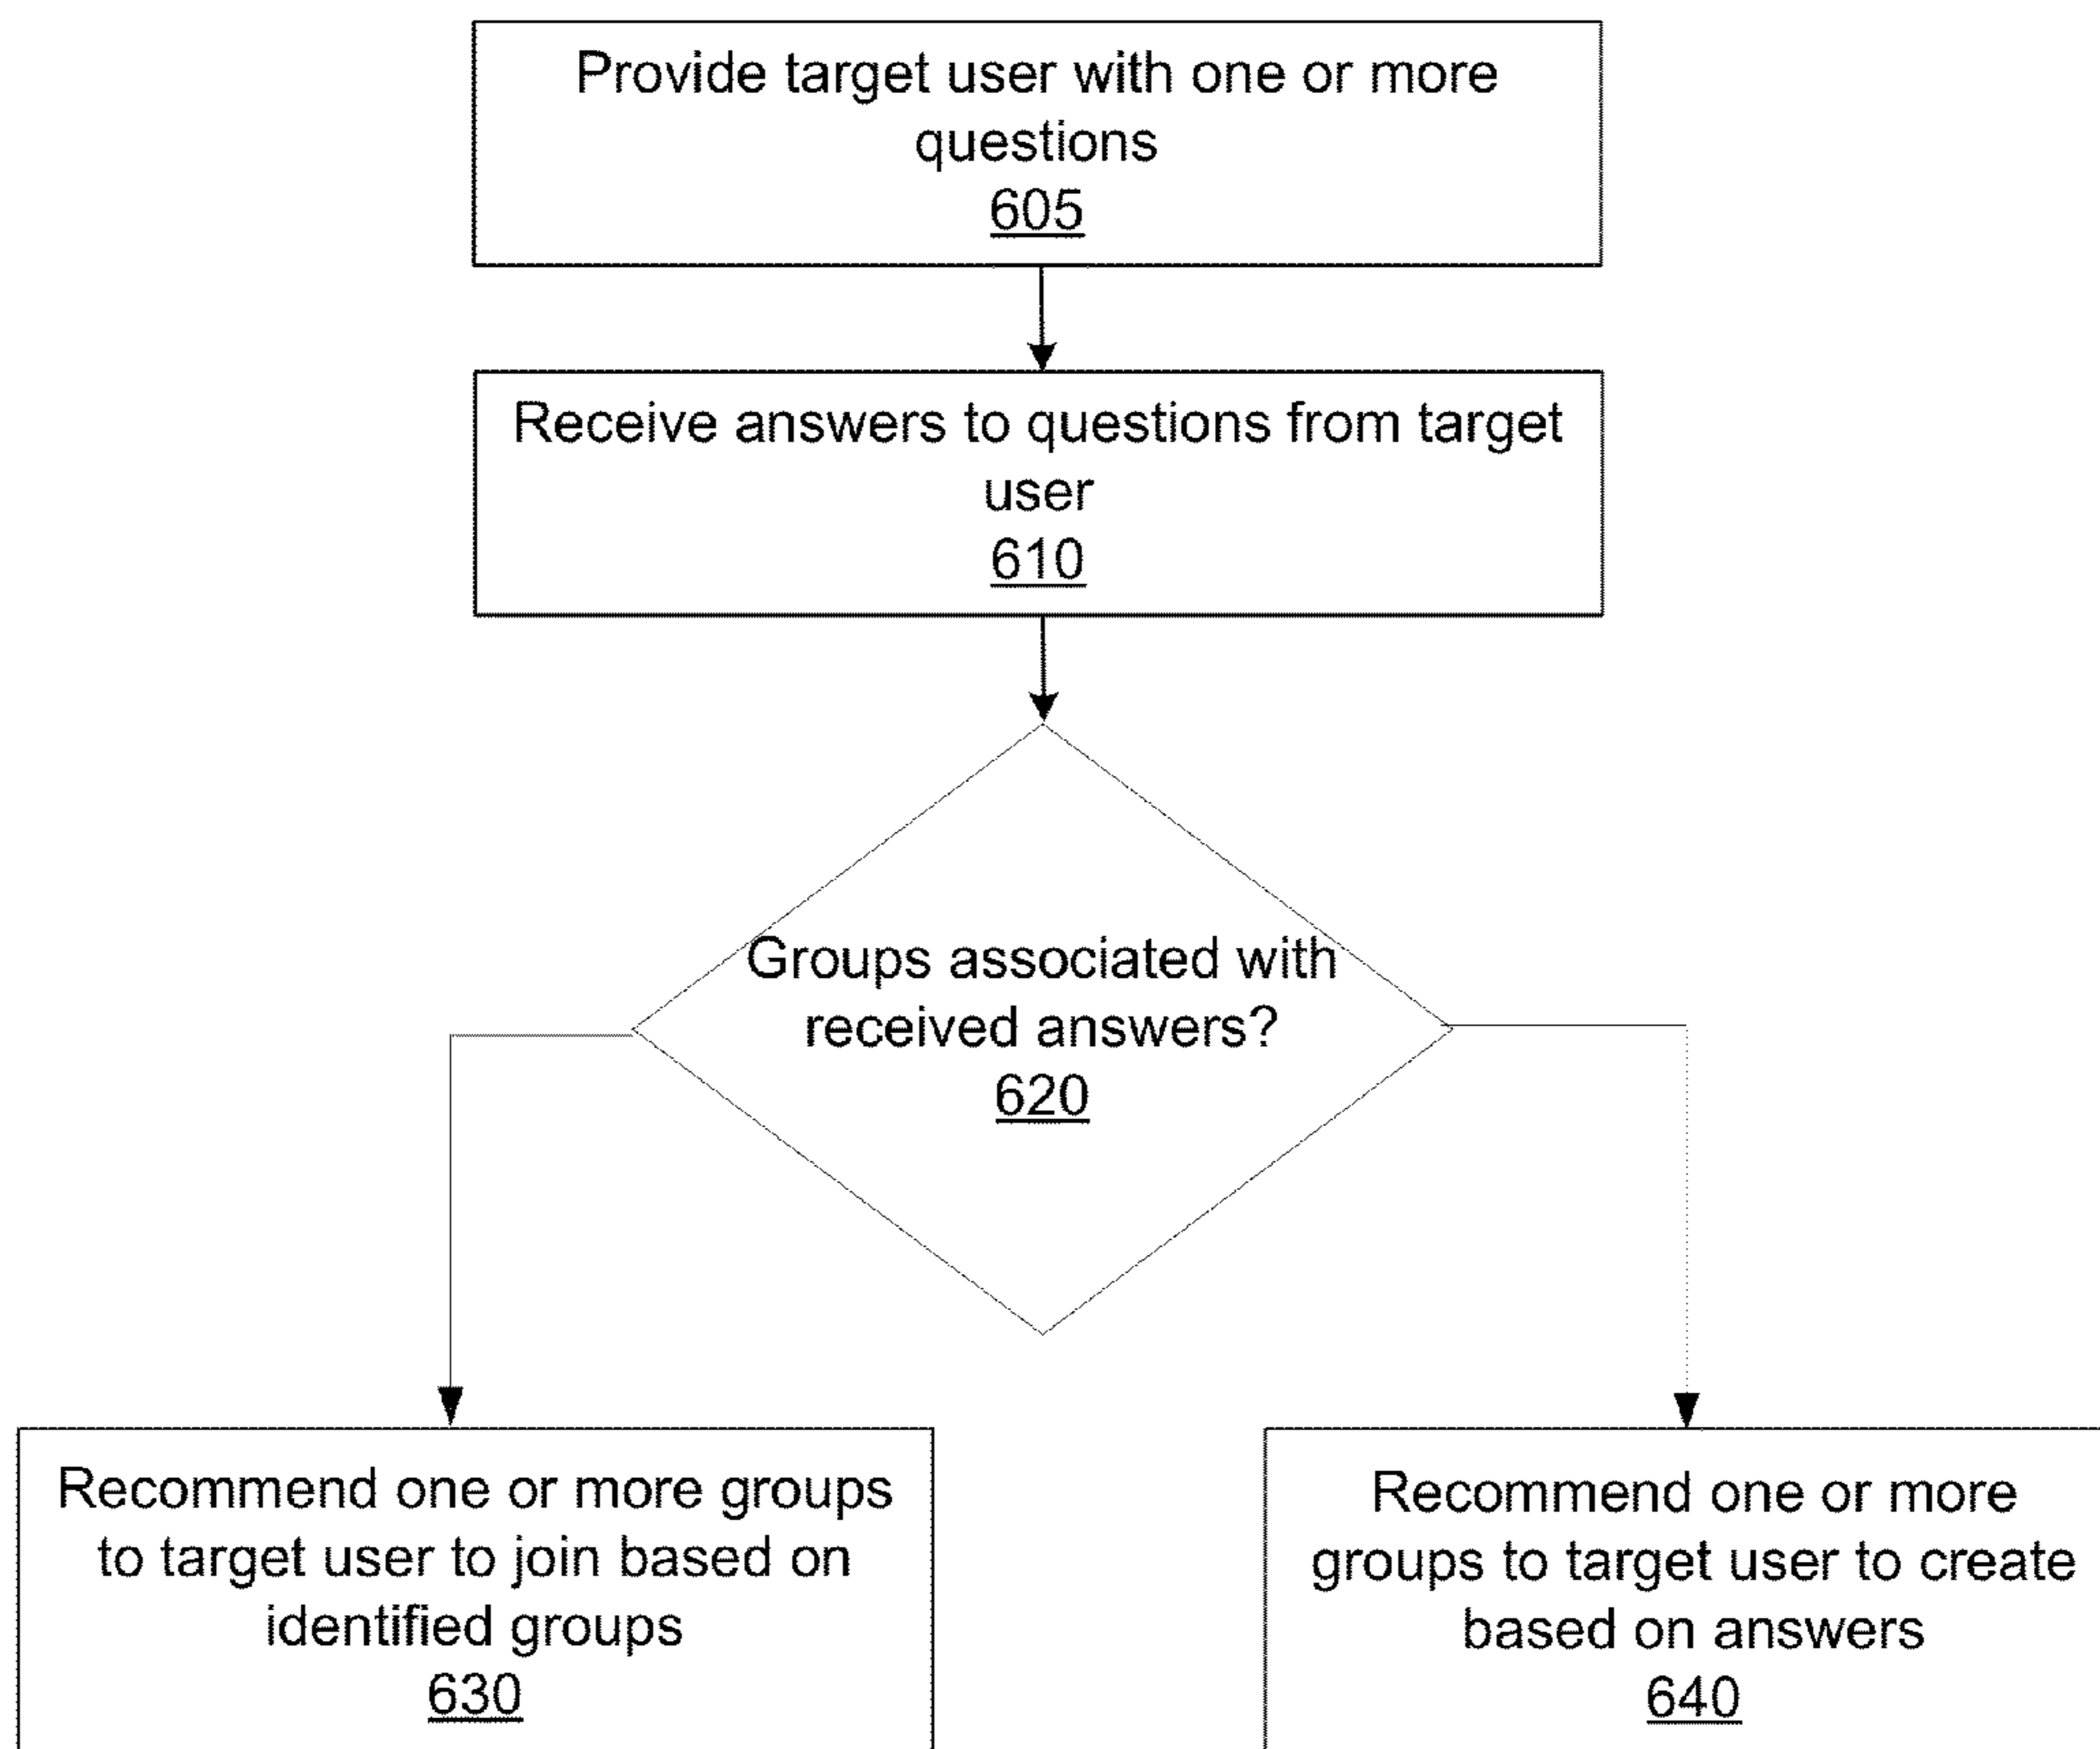 Provide target user with one or more
questions
605
Receive answers to questions from target
user
610
Groups associated with
received answers?
620
Recommend one or more groups
to target user to join based on
identified groups
630
Recommend one or more
groups to target user to create
based on answers
640